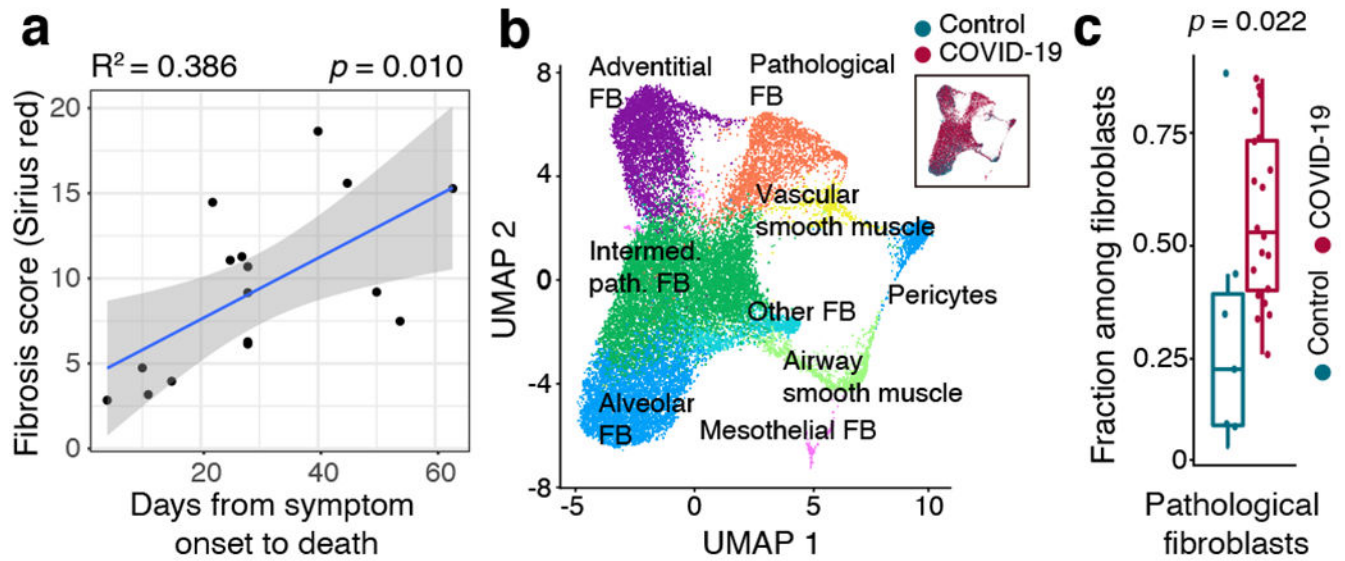 a
R² = 0.386
p = 0.010
Fibrosis score (Sirius red)
20
15
10
5
0
20
40
60
Days from symptom
onset to death
b
Control
COVID-19
Adventitial
FB
Pathological
FB
Vascular
smooth muscle
Intermed.
path. FB
Pericytes
Other FB
Airway
smooth muscle
Alveolar
FB
Mesothelial FB
UMAP 2
8
4
0
-4
-8
-5
0
5
10
UMAP 1
c
p = 0.022
Fraction among fibroblasts
0.75
0.50
0.25
0
Pathological
fibroblasts
Control
COVID-19